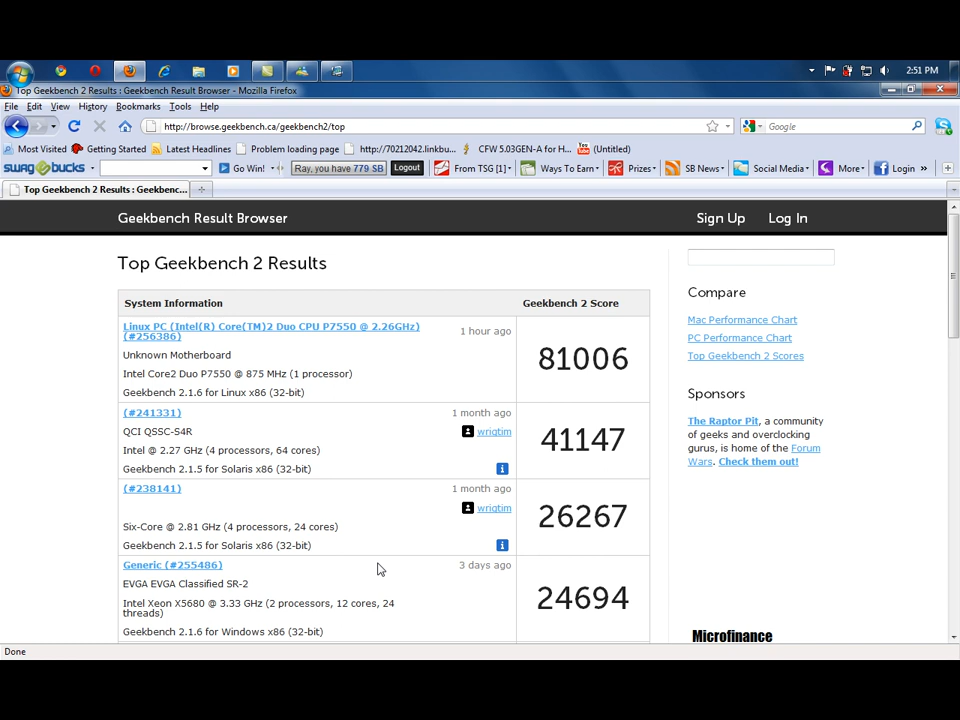 2:51 PM
Top Geekbench 2 Results : Geekbench Result Browser - Mozilla Firefox
File Edit View History Bookmarks Tools Help
http://browse.geekbench.ca/geekbench2/top
Google
Most Visited Getting Started Latest Headlines Problem loading page http://70212042.linkbu... CFW 5.03GEN-A for H... You Tube (Untitled)
swagbucks Go Win! Ray, you have 779 SB Logout From TSG [1] Ways To Earn Prizes SB News Social Media More Login »
Top Geekbench 2 Results : Geekbenc...
Geekbench Result Browser Sign Up Log In
Top Geekbench 2 Results
System Information Geekbench 2 Score
Linux PC (Intel(R) Core(TM)2 Duo CPU P7550 @ 2.26GHz)
(#256386)
1 hour ago
Unknown Motherboard
Intel Core2 Duo P7550 @ 875 MHz (1 processor)
Geekbench 2.1.6 for Linux x86 (32-bit)
81006
(#241331) 1 month ago
QCI QSSC-S4R wrigtim
Intel @ 2.27 GHz (4 processors, 64 cores)
Geekbench 2.1.5 for Solaris x86 (32-bit)
41147
(#238141) 1 month ago
wrigtim
Six-Core @ 2.81 GHz (4 processors, 24 cores)
Geekbench 2.1.5 for Solaris x86 (32-bit)
26267
Generic (#255486) 3 days ago
EVGA EVGA Classified SR-2
Intel Xeon X5680 @ 3.33 GHz (2 processors, 12 cores, 24
threads)
Geekbench 2.1.6 for Windows x86 (32-bit)
24694
Compare
Mac Performance Chart
PC Performance Chart
Top Geekbench 2 Scores
Sponsors
The Raptor Pit, a community
of geeks and overclocking
gurus, is home of the Forum
Wars. Check them out!
Microfinance
Done